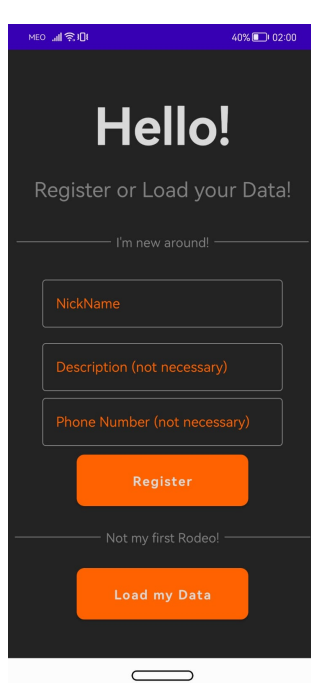 MEO 40% 02:00
Hello!
Register or Load your Data!
I'm new around!
NickName
Description (not necessary)
Phone Number (not necessary)
Register
Not my first Rodeo!
Load my Data